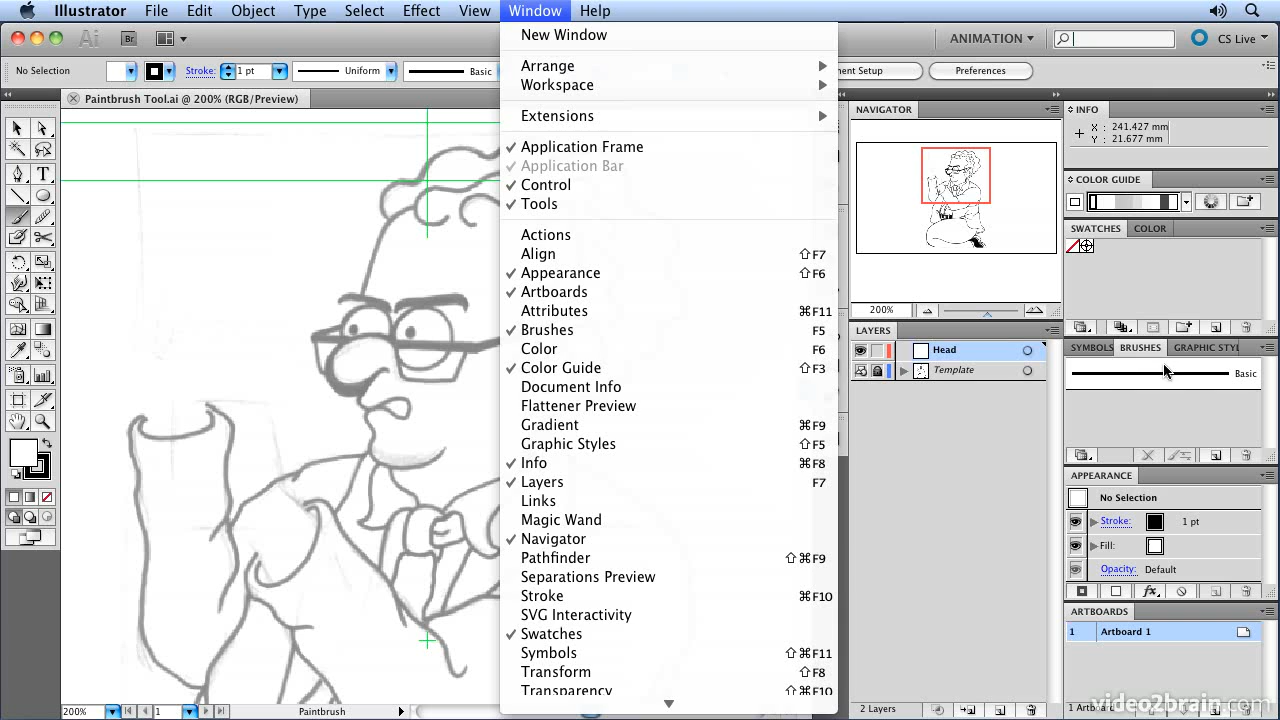 Illustrator File Edit Object Type Select Effect View Window Help
Ai Br ANIMATION CS Live
No Selection Stroke: 1 pt Uniform Basic ent Setup Preferences
Paintbrush Tool.ai @ 200% (RGB/Preview)
New Window
Arrange
Workspace
Extensions
Application Frame
Application Bar
Control
Tools
Actions
Align ⇧F7
Appearance ⇧F6
Artboards
Attributes ⌘F11
Brushes F5
Color F6
Color Guide ⇧F3
Document Info
Flattener Preview
Gradient ⌘F9
Graphic Styles ⇧F5
Info ⌘F8
Layers F7
Links
Magic Wand
Navigator
Pathfinder ⇧⌘F9
Separations Preview
Stroke ⌘F10
SVG Interactivity
Swatches
Symbols ⇧⌘F11
Transform ⇧F8
Transparency ⇧⌘F10
NAVIGATOR
200%
LAYERS
Head
Template
2 Layers
INFO
X : 241.427 mm
Y : 21.677 mm
COLOR GUIDE
SWATCHES COLOR
SYMBOLS BRUSHES GRAPHIC STYL
Basic
APPEARANCE
No Selection
Stroke: 1 pt
Fill:
Opacity: Default
fx
ARTBOARDS
1 Artboard 1
1 Artboard
video2brain.com
200% 1 Paintbrush